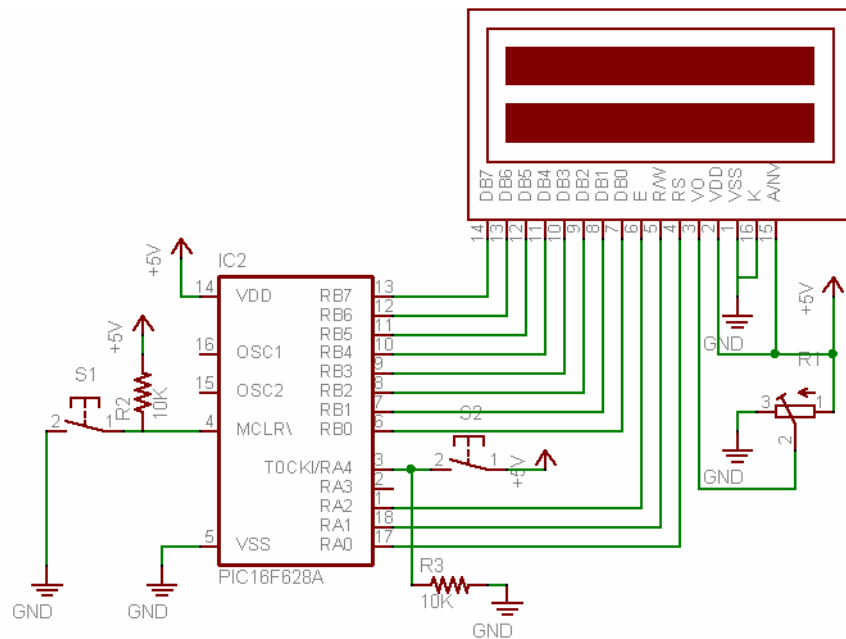 DB7 DB6 DB5 DB4 DB3 DB2 DB1 DB0 E R/W RS VO VDD VSS K A/NV
14 13 12 11 10 9 8 7 6 5 4 3 2 1 16 15
+5V
IC2
14 VDD RB7 13
RB6 12
RB5 11
16 OSC1 RB4 10
RB3 9
15 OSC2 RB2 8
RB1 7
4 MCLR\ RB0 6
T0CKI/RA4 3
RA3 2
RA2 1
RA1 18
5 VSS RA0 17
PIC16F628A
+5V
S1
2 1
R2
10K
GND
GND
S2
2 1
+5V
R3
10K
GND
GND
+5V
R1
3 1
2
GND